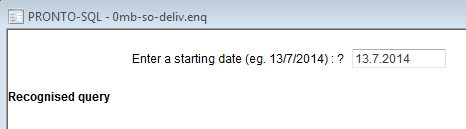 PRONTO-SQL - 0mb-so-deliv.enq
Enter a starting date (eg. 13/7/2014) : ? 13.7.2014
Recognised query